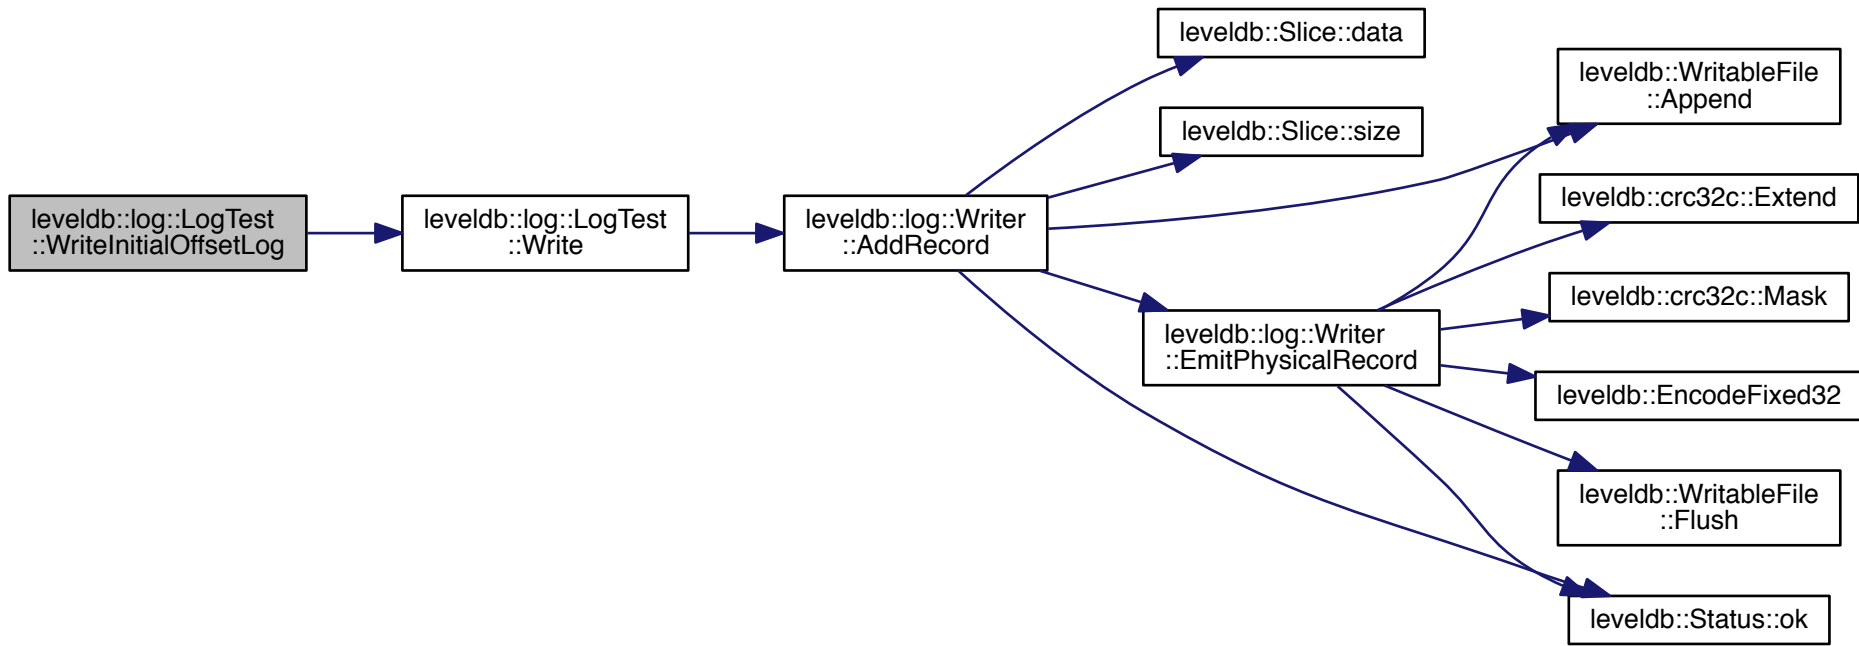 leveldb::log::LogTest
::WriteInitialOffsetLog
leveldb::log::LogTest
::Write
leveldb::log::Writer
::AddRecord
leveldb::Slice::data
leveldb::Slice::size
leveldb::log::Writer
::EmitPhysicalRecord
leveldb::WritableFile
::Append
leveldb::crc32c::Extend
leveldb::crc32c::Mask
leveldb::EncodeFixed32
leveldb::WritableFile
::Flush
leveldb::Status::ok